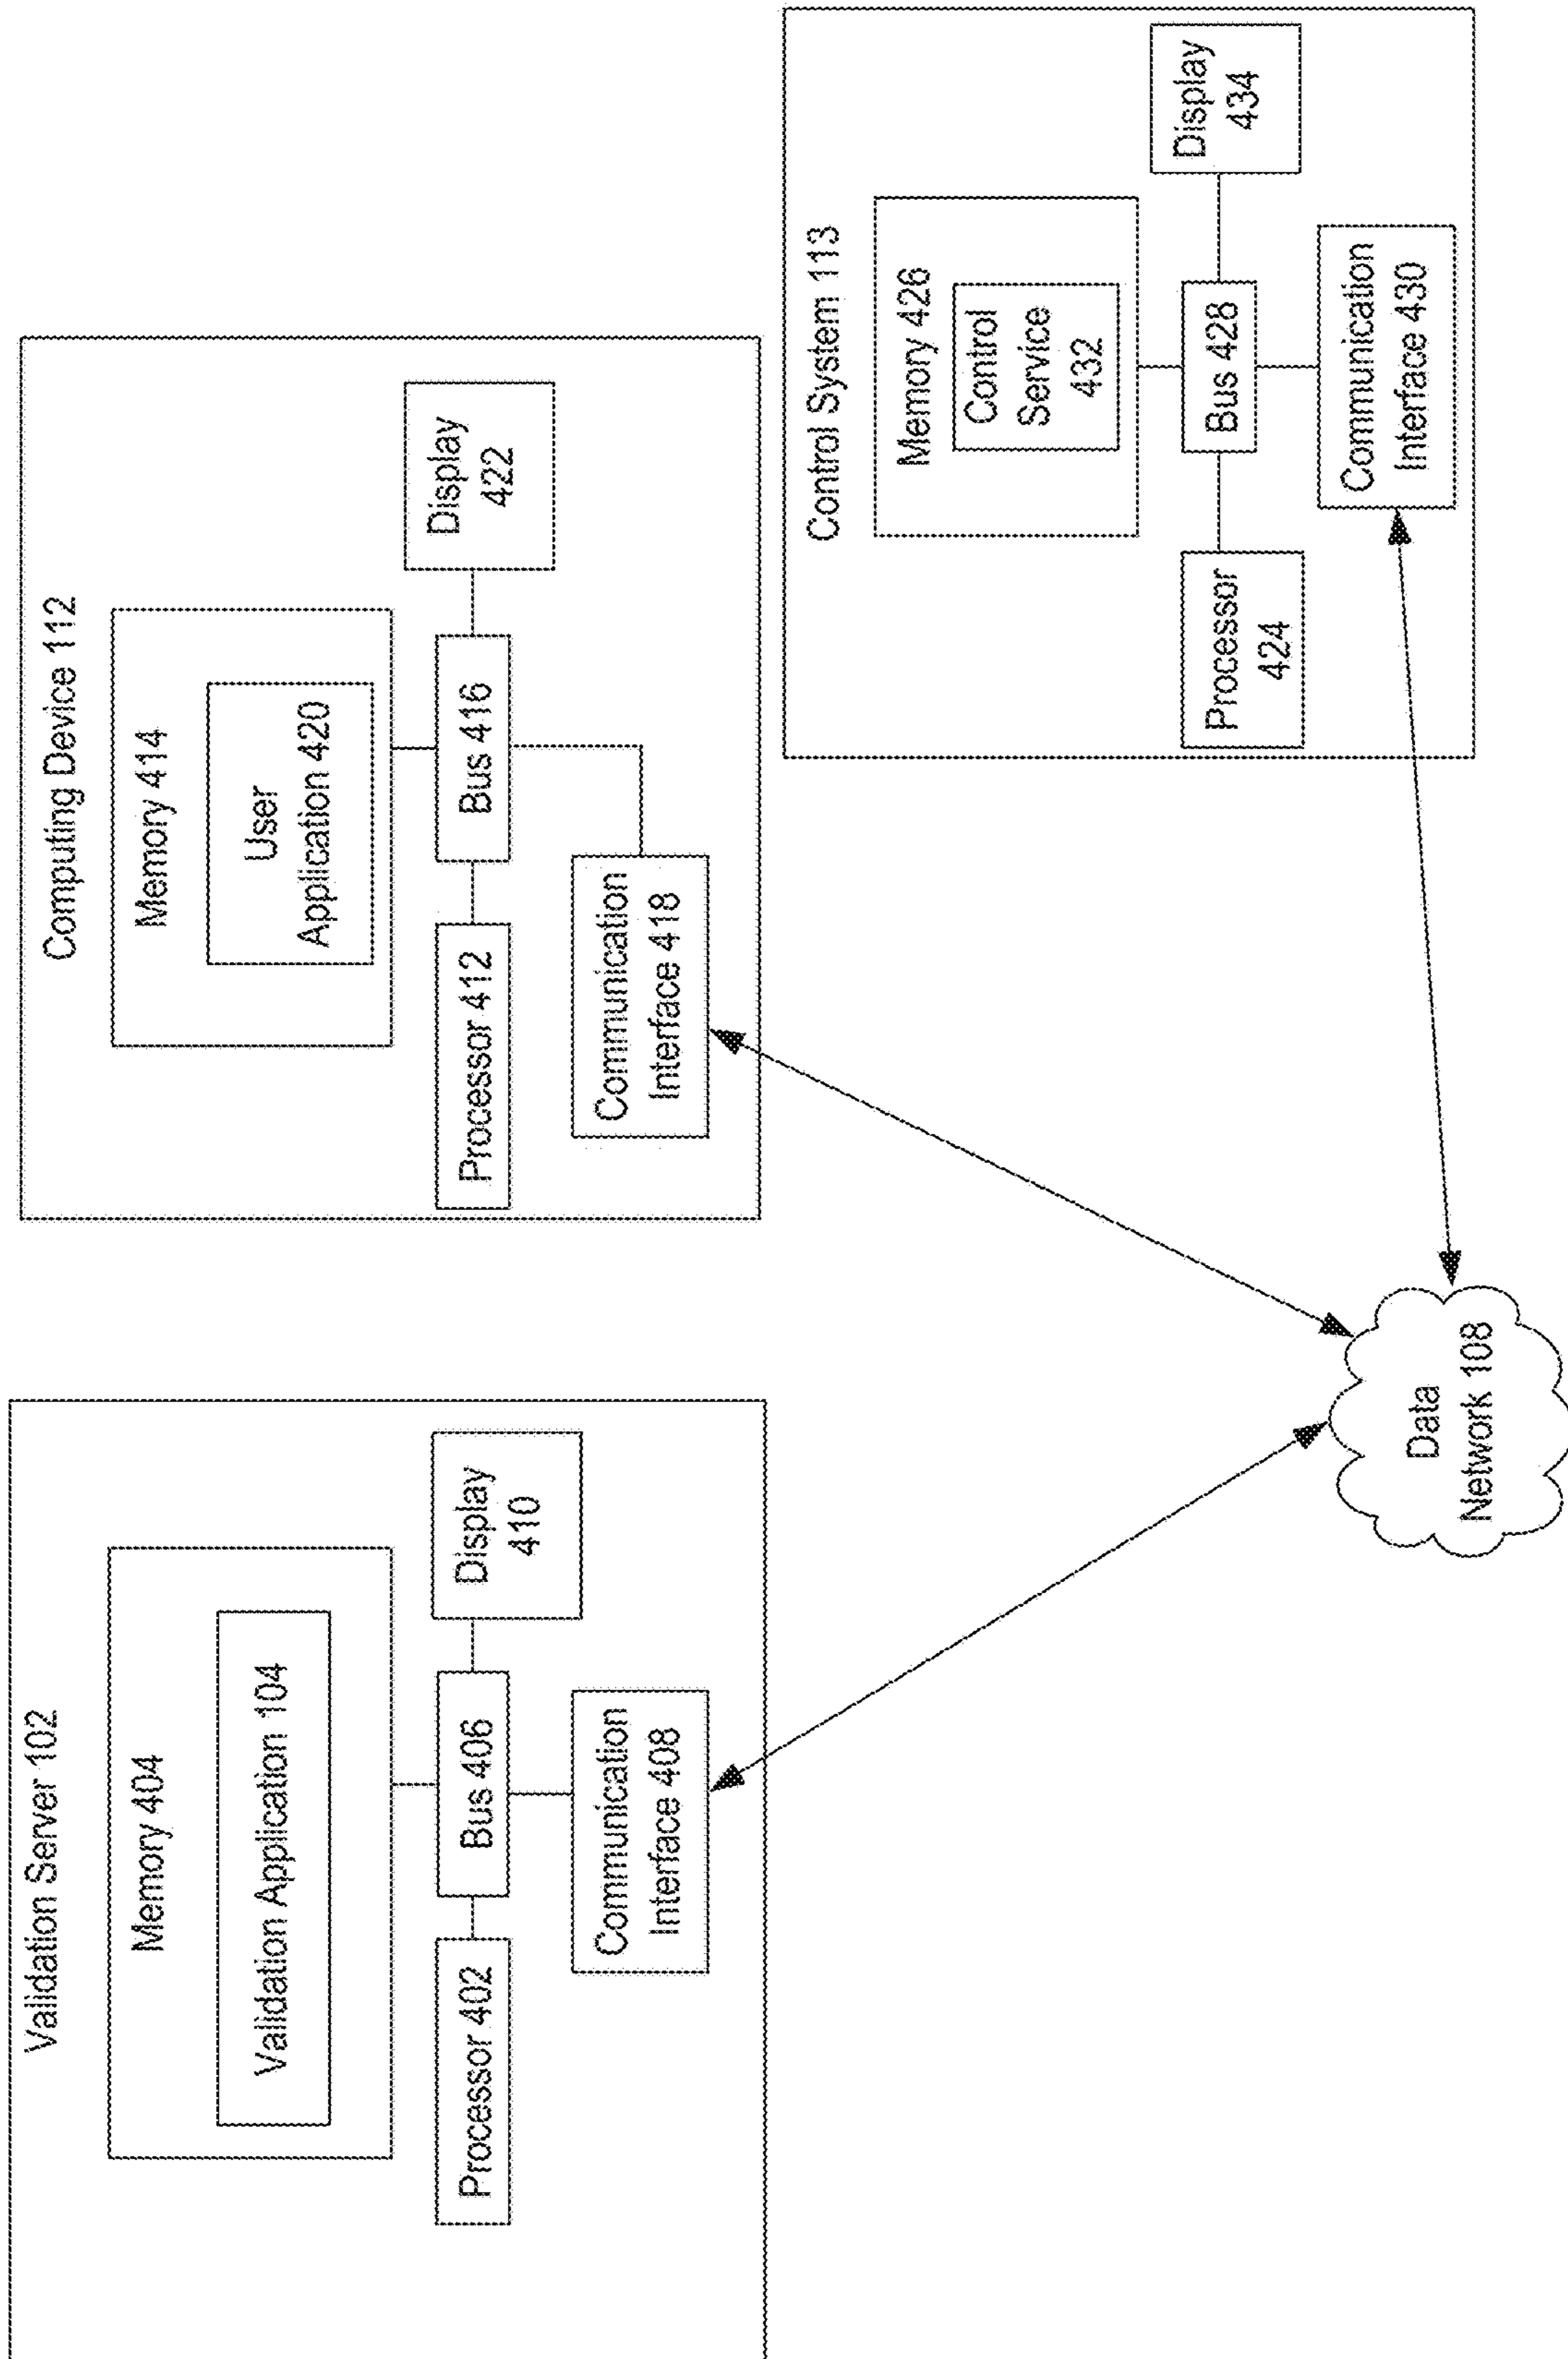 Validation Server 102
Memory 404
Validation Application 104
Processor 402
Bus 406
Display
410
Communication
Interface 408
Computing Device 112
Memory 414
User
Application 420
Processor 412
Bus 416
Display
422
Communication
Interface 418
Control System 113
Memory 426
Control
Service
432
Processor
424
Bus 428
Display
434
Communication
Interface 430
Data
Network 108